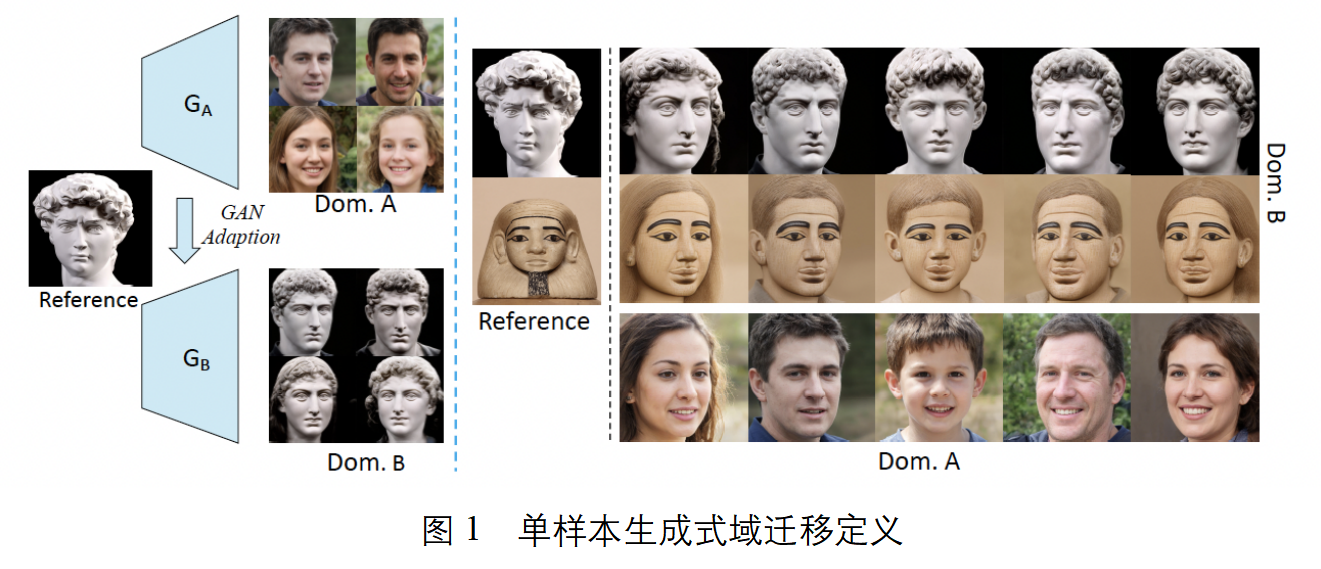 G_A
Dom. A
GAN
Adaption
Reference
G_B
Dom. B
Reference
Dom. B
Dom. A
图 1 单样本生成式域迁移定义